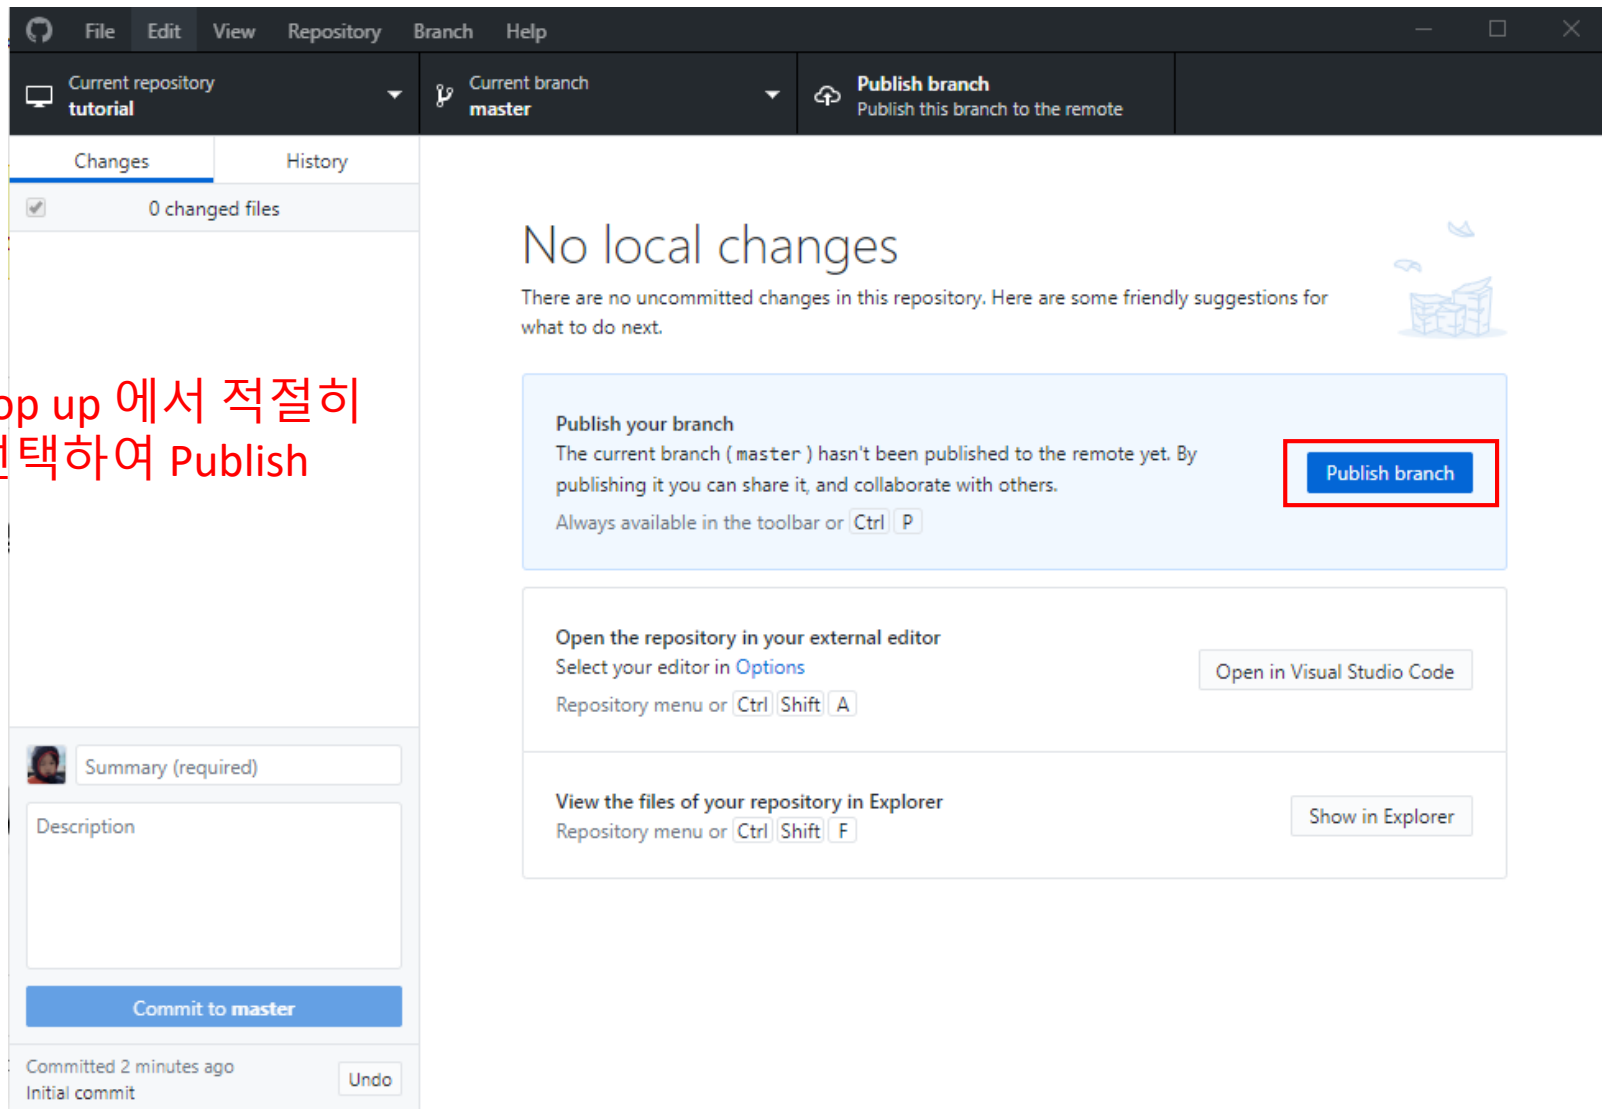 File Edit View Repository Branch Help
Current repository
tutorial
Current branch
master
Publish branch
Publish this branch to the remote
Changes History
0 changed files
No local changes
There are no uncommitted changes in this repository. Here are some friendly suggestions for
what to do next.
up 에서 적절히
Publish
Publish your branch
The current branch (master) hasn't been published to the remote yet. By
publishing it you can share it, and collaborate with others.
Always available in the toolbar or Ctrl P
Publish branch
Open the repository in your external editor
Select your editor in Options
Repository menu or Ctrl Shift A
Open in Visual Studio Code
View the files of your repository in Explorer
Repository menu or Ctrl Shift F
Show in Explorer
Summary (required)
Description
Commit to master
Committed 2 minutes ago
Initial commit
Undo